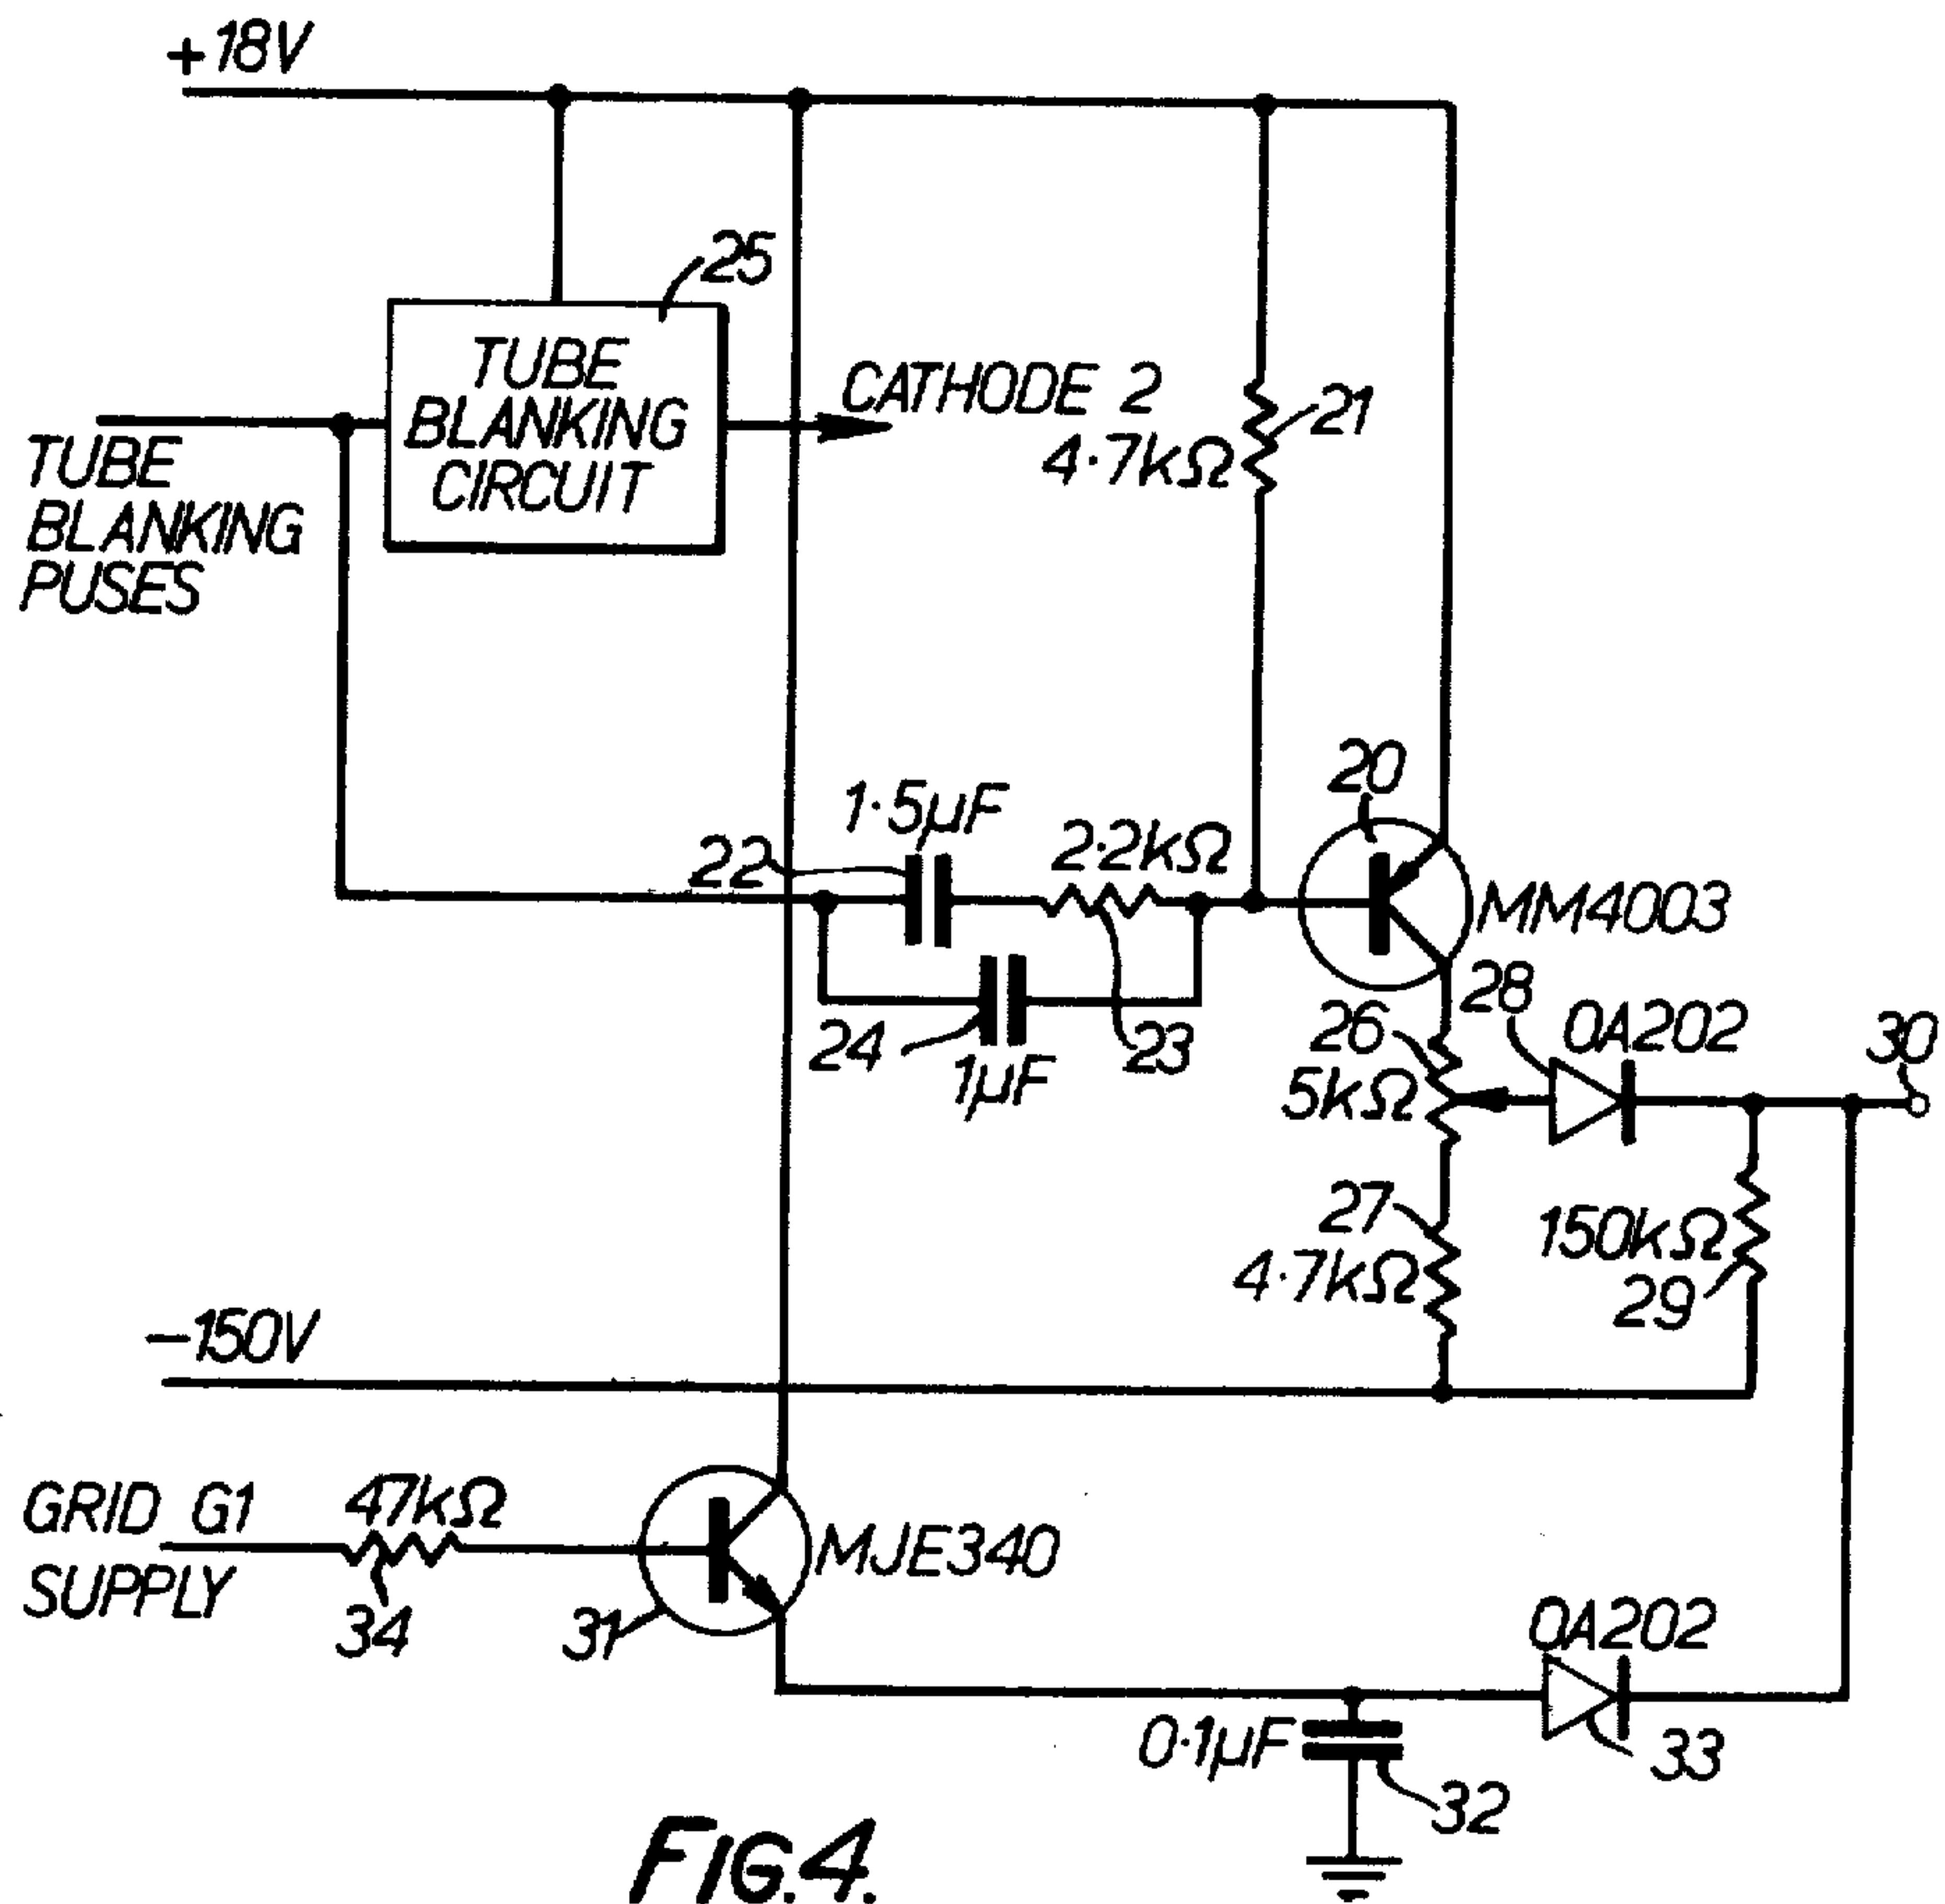 +18V
25
TUBE
BLANKING
CIRCUIT
CATHODE 2
4·7kΩ
21
TUBE
BLANKING
PUSES
20
1·5µF
22
2·2kΩ
MM4003
24
1µF
23
28
26
5kΩ
OA202
30
27
4·7kΩ
150kΩ
29
-150V
GRID G1
SUPPLY
47kΩ
34
MJE340
31
OA202
0·1µF
33
32
FIG.4.